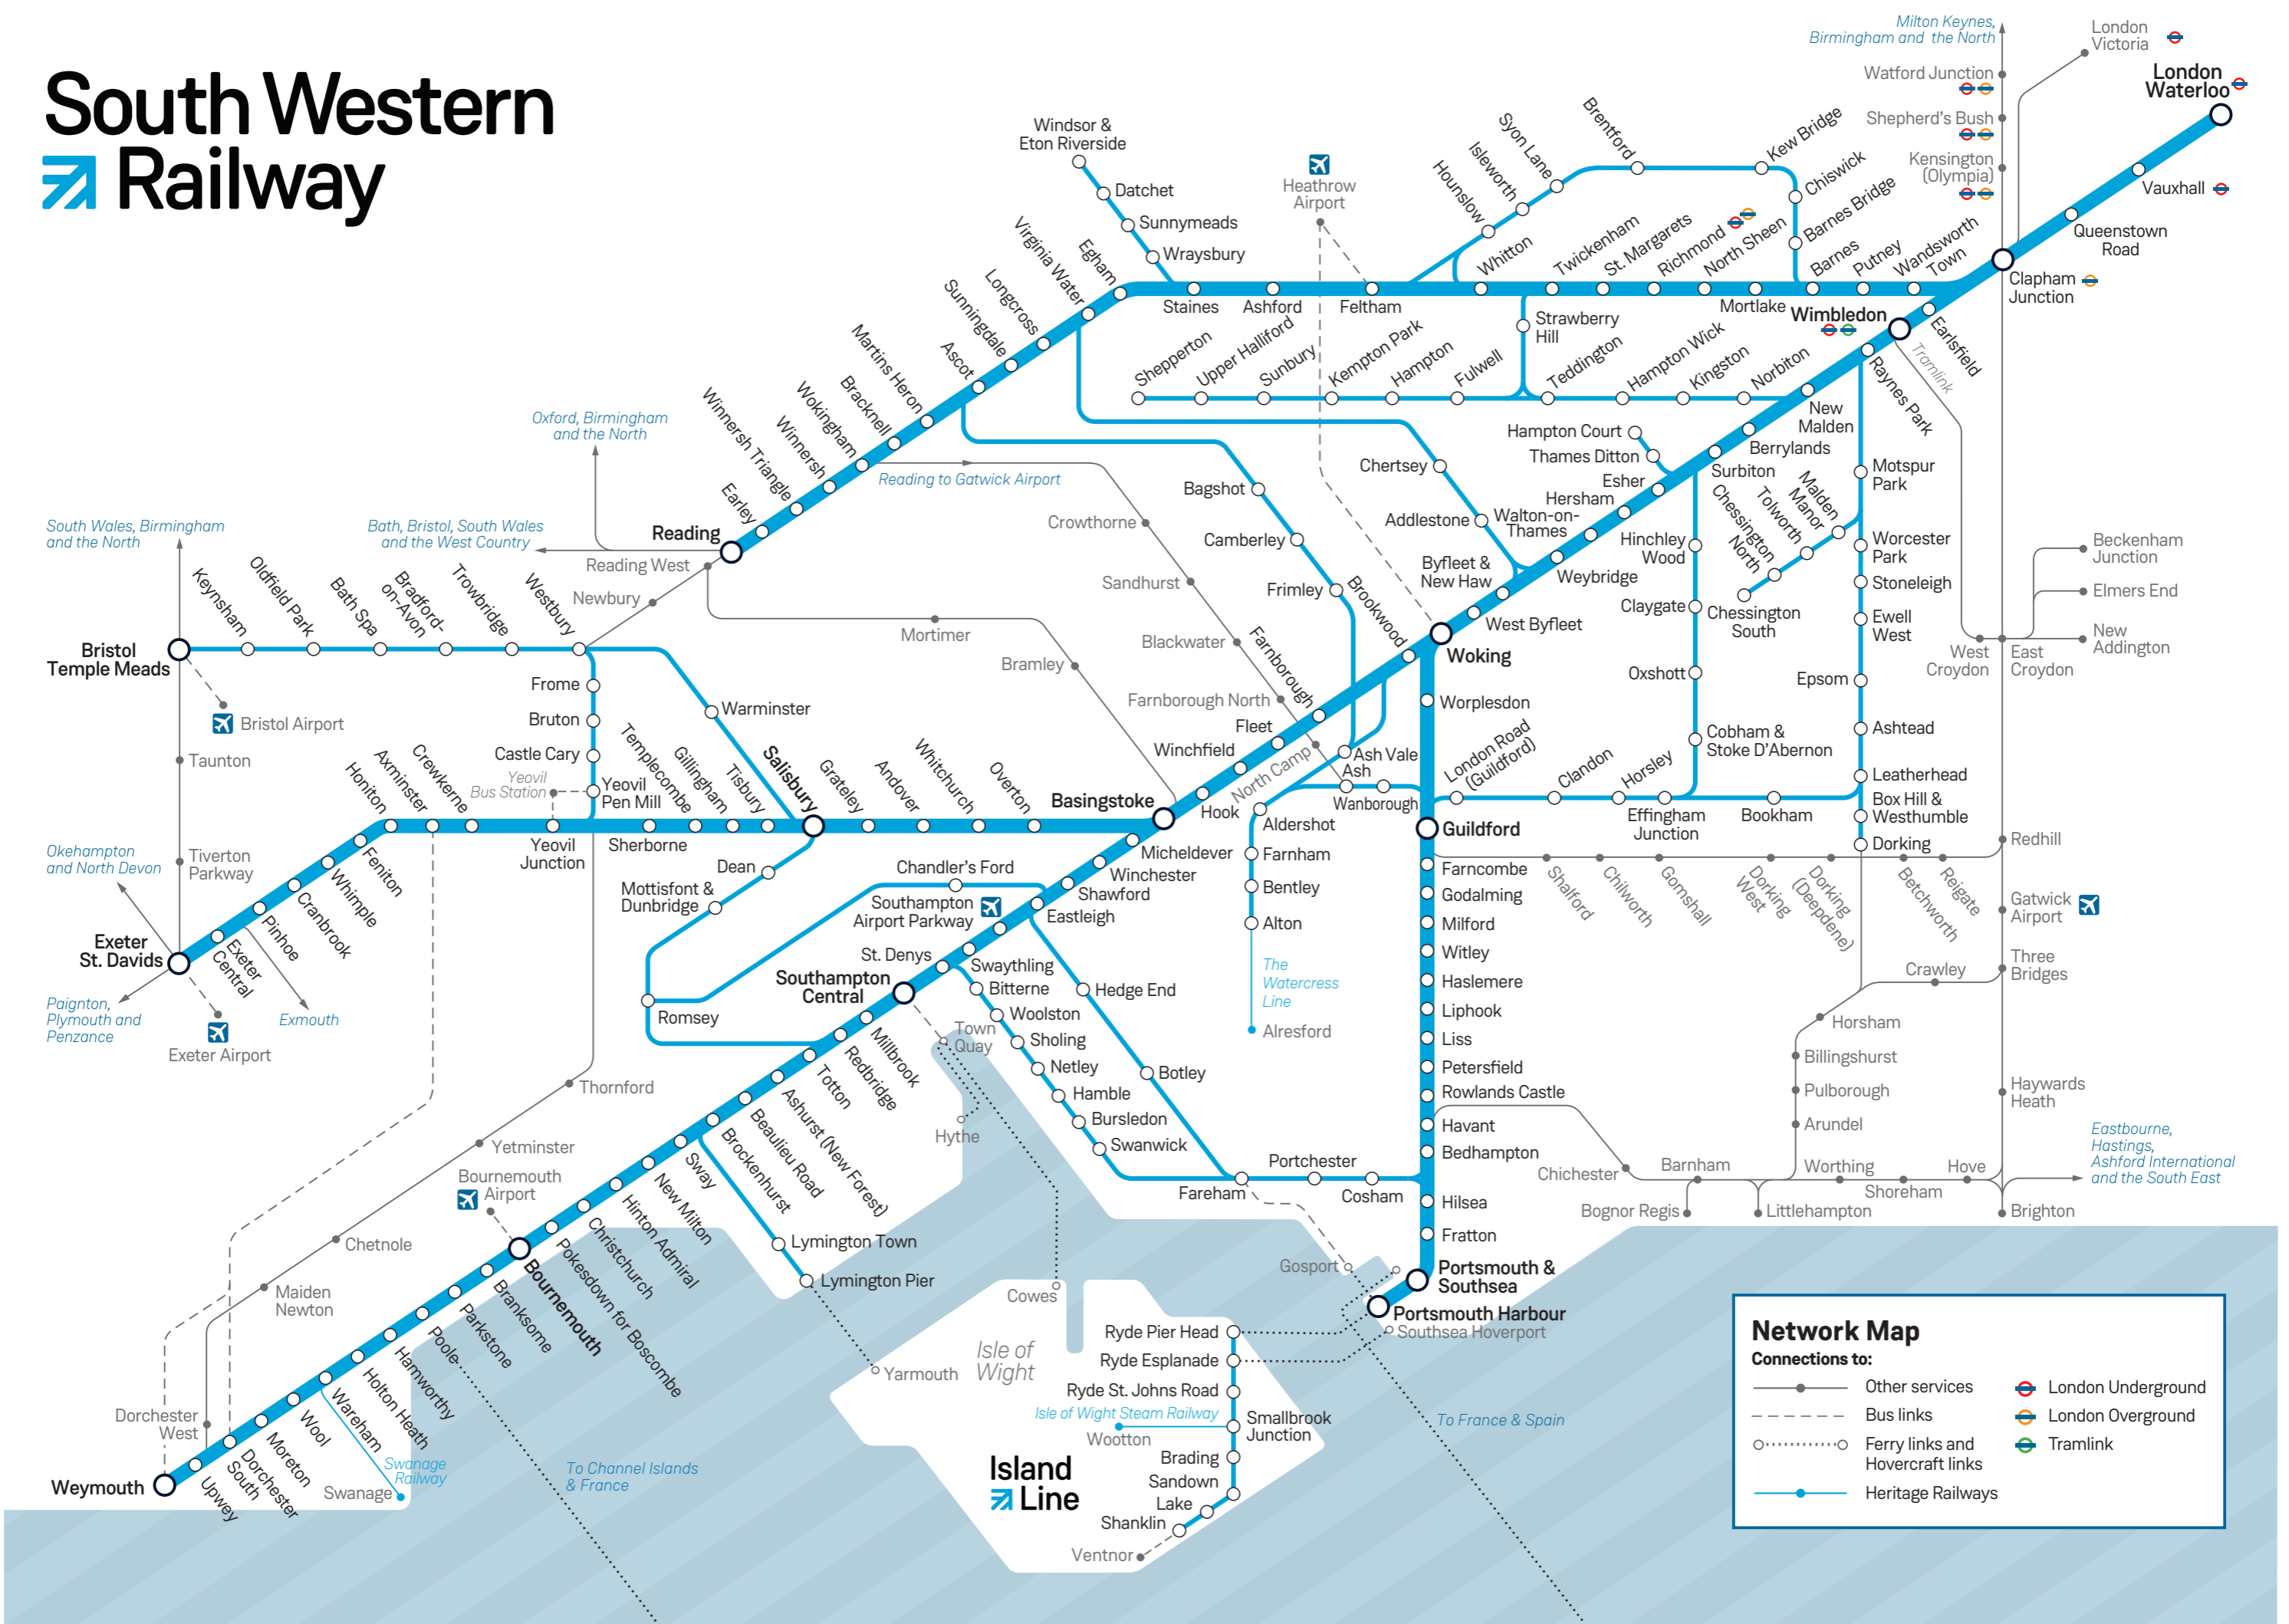 South Western
Railway
Milton Keynes,
Birmingham and the North
London
Victoria
Watford Junction
London
Waterloo
Shepherd's Bush
Kensington
(Olympia)
Vauxhall
Queenstown
Road
Clapham
Junction
Windsor &
Eton Riverside
Datchet
Sunnymeads
Wraysbury
Heathrow
Airport
Hounslow
Isleworth
Syon Lane
Brentford
Kew Bridge
Chiswick
Barnes Bridge
Virginia Water
Egham
Staines
Ashford
Feltham
Whitton
Twickenham
St. Margarets
Richmond
North Sheen
Mortlake
Barnes
Putney
Wandsworth
Town
Wimbledon
Earlsfield
Tramlink
Raynes Park
Strawberry
Hill
Shepperton
Upper Halliford
Sunbury
Kempton Park
Hampton
Fulwell
Teddington
Hampton Wick
Kingston
Norbiton
New
Malden
Berrylands
Surbiton
Longcross
Sunningdale
Ascot
Martins Heron
Bracknell
Wokingham
Winnersh
Winnersh Triangle
Earley
Reading
Oxford, Birmingham
and the North
Reading to Gatwick Airport
South Wales, Birmingham
and the North
Bath, Bristol, South Wales
and the West Country
Reading West
Newbury
Mortimer
Bramley
Crowthorne
Sandhurst
Blackwater
Farnborough North
North Camp
Hampton Court
Thames Ditton
Esher
Hersham
Walton-on-
Thames
Weybridge
Chertsey
Addlestone
Byfleet &
New Haw
West Byfleet
Woking
Bagshot
Camberley
Frimley
Brookwood
Farnborough
Fleet
Winchfield
Hook
Basingstoke
Ash Vale
Ash
Wanborough
Aldershot
Farnham
Bentley
Alton
The
Watercress
Line
Alresford
Motspur
Park
Malden
Manor
Tolworth
Chessington
North
Chessington
South
Worcester
Park
Stoneleigh
Ewell
West
Epsom
Ashtead
Leatherhead
Box Hill &
Westhumble
Dorking
Hinchley
Wood
Claygate
Oxshott
Cobham &
Stoke D'Abernon
London Road
(Guildford)
Clandon
Horsley
Effingham
Junction
Bookham
Beckenham
Junction
Elmers End
New
Addington
West
Croydon
East
Croydon
Redhill
Shalford
Chilworth
Gomshall
Dorking
West
Dorking
(Deepdene)
Betchworth
Reigate
Gatwick
Airport
Three
Bridges
Crawley
Horsham
Billingshurst
Pulborough
Arundel
Haywards
Heath
Eastbourne,
Hastings,
Ashford International
and the South East
Chichester
Barnham
Worthing
Shoreham
Hove
Bognor Regis
Littlehampton
Brighton
Bristol
Temple Meads
Keynsham
Oldfield Park
Bath Spa
Bradford-
on-Avon
Trowbridge
Westbury
Bristol Airport
Taunton
Tiverton
Parkway
Frome
Bruton
Castle Cary
Yeovil
Bus Station
Yeovil
Pen Mill
Warminster
Honiton
Axminster
Crewkerne
Yeovil
Junction
Sherborne
Templecombe
Gillingham
Tisbury
Salisbury
Grateley
Andover
Whitchurch
Overton
Okehampton
and North Devon
Exeter
St. Davids
Exeter
Central
Pinhoe
Cranbrook
Whimple
Feniton
Paignton,
Plymouth and
Penzance
Exmouth
Exeter Airport
Dean
Mottisfont &
Dunbridge
Romsey
Chandler's Ford
Micheldever
Winchester
Shawford
Eastleigh
Southampton
Airport Parkway
Swaythling
St. Denys
Southampton
Central
Bitterne
Woolston
Sholing
Netley
Hamble
Bursledon
Swanwick
Hedge End
Botley
Fareham
Portchester
Cosham
Town
Quay
Hythe
Millbrook
Redbridge
Totton
Ashurst (New Forest)
Beaulieu Road
Brockenhurst
Sway
New Milton
Hinton Admiral
Christchurch
Pokesdown for Boscombe
Bournemouth
Bournemouth
Airport
Branksome
Parkstone
Poole
Hamworthy
Holton Heath
Wareham
Wool
Moreton
Dorchester
South
Upwey
Weymouth
Dorchester
West
Maiden
Newton
Chetnole
Yetminster
Thornford
Swanage
Railway
Swanage
Lymington Town
Lymington Pier
Yarmouth
Cowes
Isle of
Wight
To Channel Islands
& France
Worplesdon
Guildford
Farncombe
Godalming
Milford
Witley
Haslemere
Liphook
Liss
Petersfield
Rowlands Castle
Havant
Bedhampton
Hilsea
Fratton
Portsmouth &
Southsea
Portsmouth Harbour
Southsea Hoverport
Gosport
Ryde Pier Head
Ryde Esplanade
Ryde St. Johns Road
Isle of Wight Steam Railway
Wootton
Smallbrook
Junction
Brading
Sandown
Lake
Shanklin
Ventnor
Island
Line
To France & Spain
Network Map
Connections to:
Other services
Bus links
Ferry links and
Hovercraft links
Heritage Railways
London Underground
London Overground
Tramlink